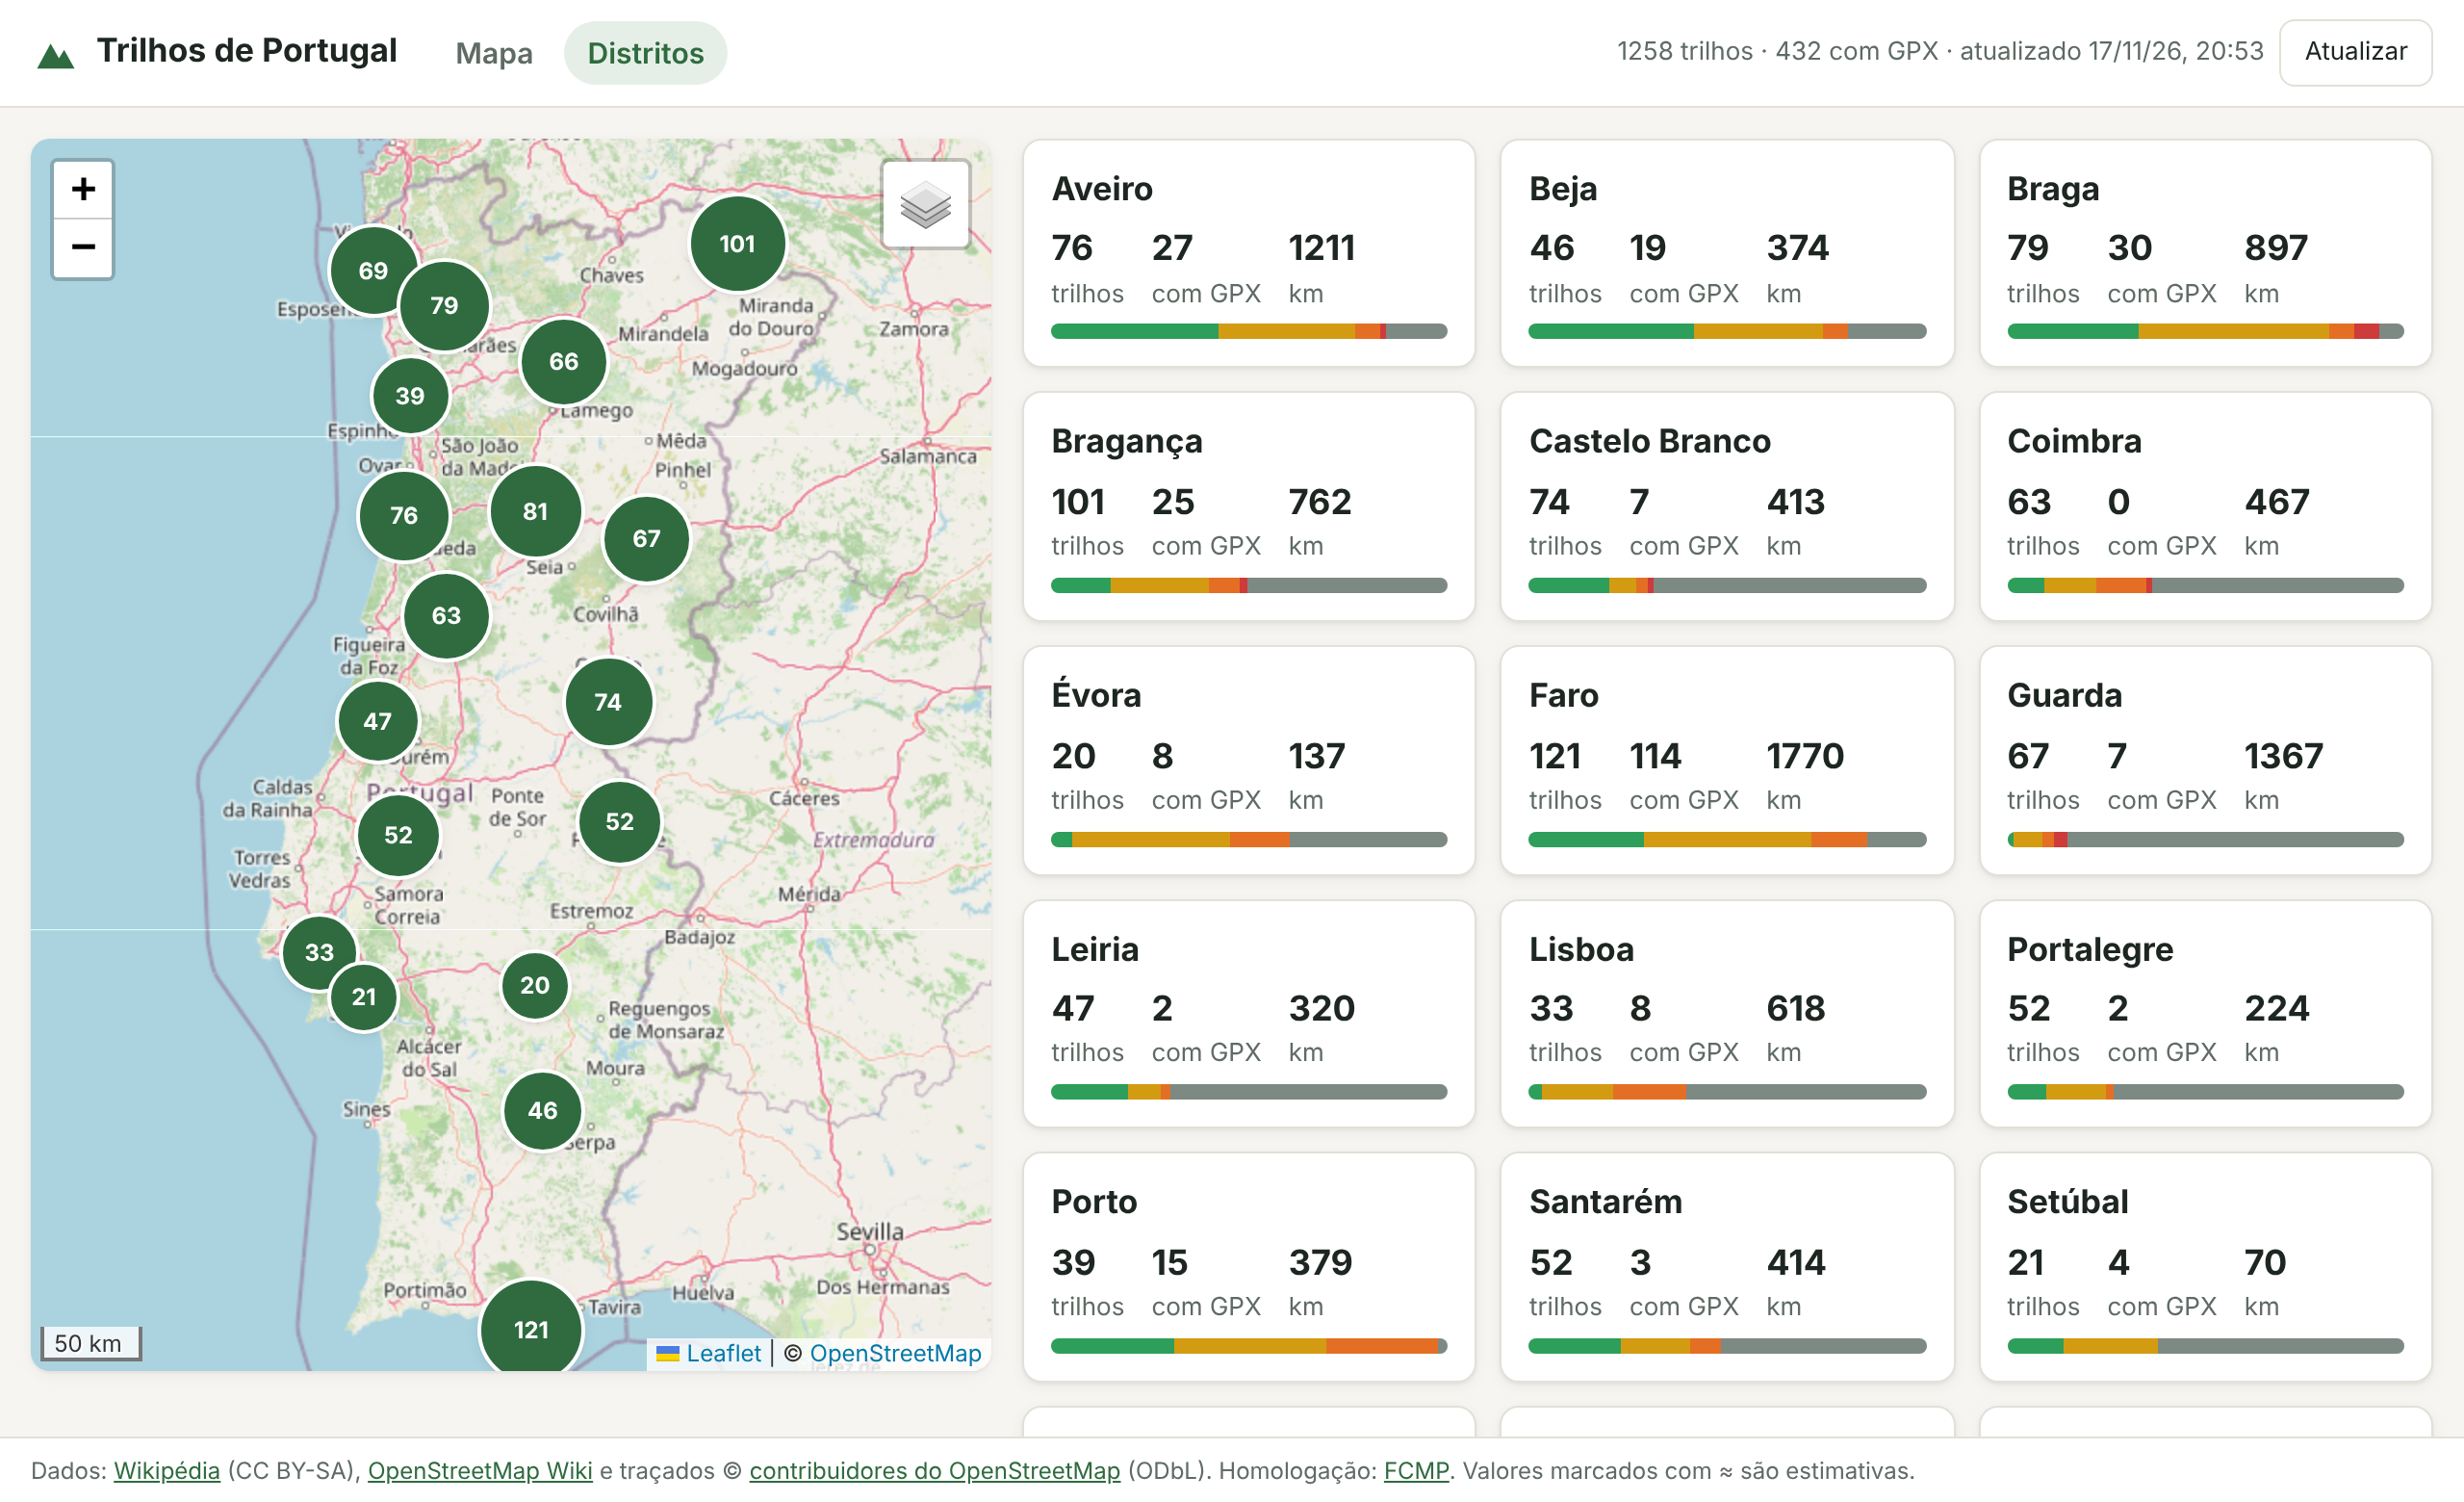 Trilhos de Portugal
Mapa
Distritos
1258 trilhos · 432 com GPX · atualizado 17/11/26, 20:53
Atualizar
+
−
101
69
79
Chaves
Miranda
do Douro
Mirandela
Zamora
66
Mogadouro
39
Lamego
Mêda
São João
Pinhel
Salamanca
Ovar
76
81
67
Seia
63
Covilhã
Figueira
da Foz
74
47
Caldas
da Rainha
Portugal
Ponte
de Sor
Cáceres
52
52
Extremadura
Torres
Vedras
Samora
Correia
Mérida
Estremoz
Badajoz
33
21
20
Reguengos
de Monsaraz
Alcácer
do Sal
Moura
Sines
46
Serpa
Sevilla
Portimão
Tavira
Huelva
Dos Hermanas
121
50 km
Leaflet | © OpenStreetMap
Aveiro
76 27 1211
trilhos com GPX km
Beja
46 19 374
trilhos com GPX km
Braga
79 30 897
trilhos com GPX km
Bragança
101 25 762
trilhos com GPX km
Castelo Branco
74 7 413
trilhos com GPX km
Coimbra
63 0 467
trilhos com GPX km
Évora
20 8 137
trilhos com GPX km
Faro
121 114 1770
trilhos com GPX km
Guarda
67 7 1367
trilhos com GPX km
Leiria
47 2 320
trilhos com GPX km
Lisboa
33 8 618
trilhos com GPX km
Portalegre
52 2 224
trilhos com GPX km
Porto
39 15 379
trilhos com GPX km
Santarém
52 3 414
trilhos com GPX km
Setúbal
21 4 70
trilhos com GPX km
Dados: Wikipédia (CC BY-SA), OpenStreetMap Wiki e traçados © contribuidores do OpenStreetMap (ODbL). Homologação: FCMP. Valores marcados com ≈ são estimativas.